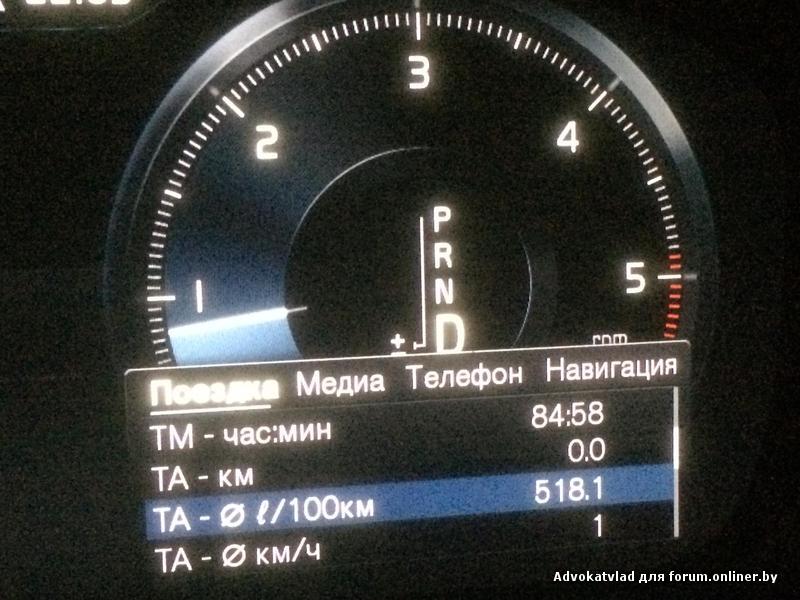 3
2 4
P
R
N
1 5
D
±
rpm
Поездка Медиа Телефон Навигация
TM - час:мин 84:58
TA - км 0.0
TA - Ø ℓ/100км 518.1
TA - Ø км/ч 1
Advokatvlad для forum.onliner.by